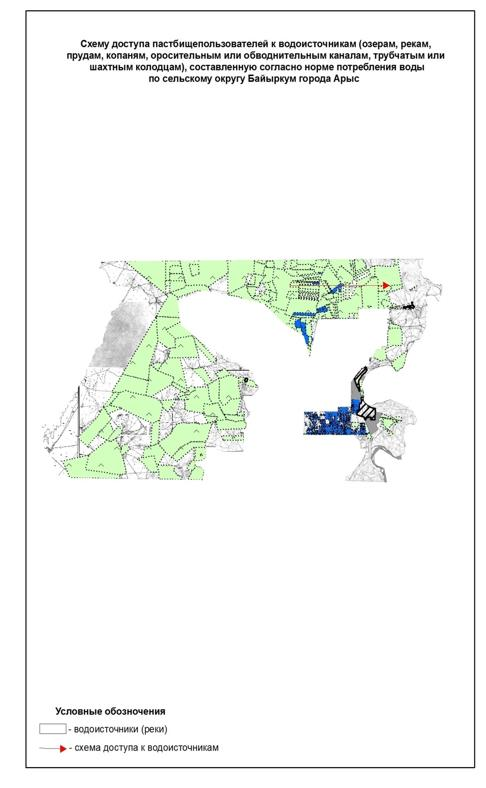 Схему доступа пастбищепользователей к водоисточникам (озерам, рекам,
прудам, копаням, оросительным или обводнительным каналам, трубчатым или
шахтным колодцам), составленную согласно норме потребления воды
по сельскому округу Байыркум города Арыс
Условные обозночения
- водоисточники (реки)
- схема доступа к водоисточникам